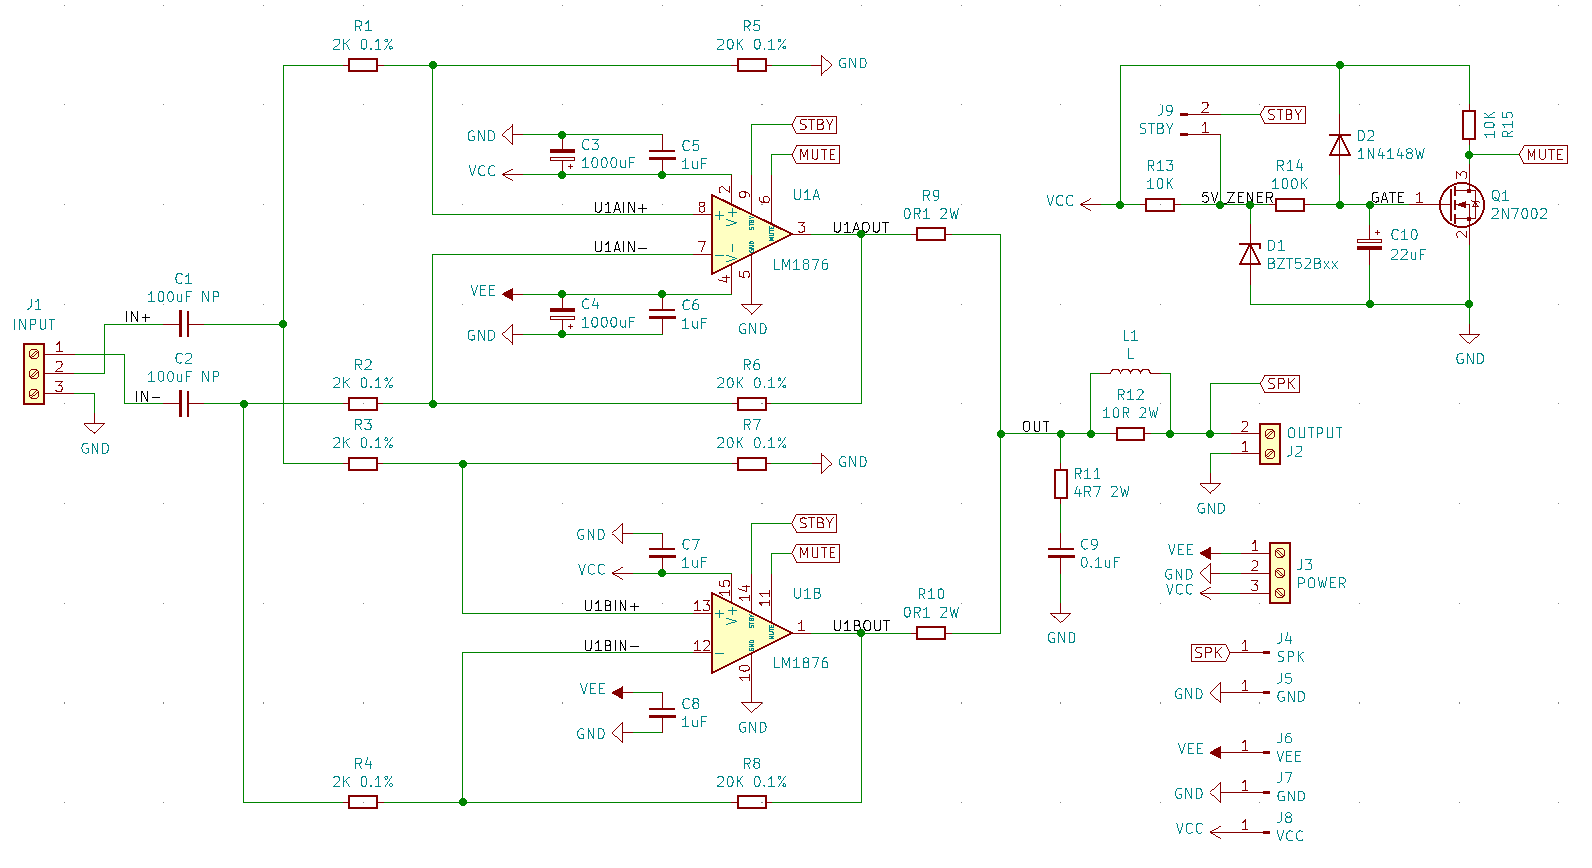 R1
2K 0.1%
R5
20K 0.1%
GND
GND
C3
1000uF
C5
1uF
VCC
STBY
MUTE
2
9
6
U1A
8
U1AIN+
+
V+
STBY
MUTE
3
U1AOUT
R9
0R1 2W
7
U1AIN-
-
V-
GND
LM1876
4
5
VEE
C4
1000uF
C6
1uF
GND
GND
J1
INPUT
1
2
3
GND
IN+
C1
100uF NP
C2
100uF NP
IN-
R2
2K 0.1%
R6
20K 0.1%
R3
2K 0.1%
R7
20K 0.1%
GND
GND
C7
1uF
VCC
STBY
MUTE
15
14
11
U1B
13
U1BIN+
+
V+
STBY
MUTE
1
U1BOUT
R10
0R1 2W
12
U1BIN-
-
GND
LM1876
10
VEE
C8
1uF
GND
GND
R4
2K 0.1%
R8
20K 0.1%
J9
STBY
2
1
STBY
D2
1N4148W
10K
R15
MUTE
VCC
R13
10K
5V_ZENER
R14
100K
GATE
1
3
2
Q1
2N7002
D1
BZT52Bxx
+
C10
22uF
GND
L1
L
R12
10R 2W
SPK
OUT
2
1
OUTPUT
J2
GND
R11
4R7 2W
C9
0.1uF
GND
VEE
1
GND
2
VCC
3
J3
POWER
SPK
1
J4
SPK
GND
1
J5
GND
VEE
1
J6
VEE
GND
1
J7
GND
VCC
1
J8
VCC